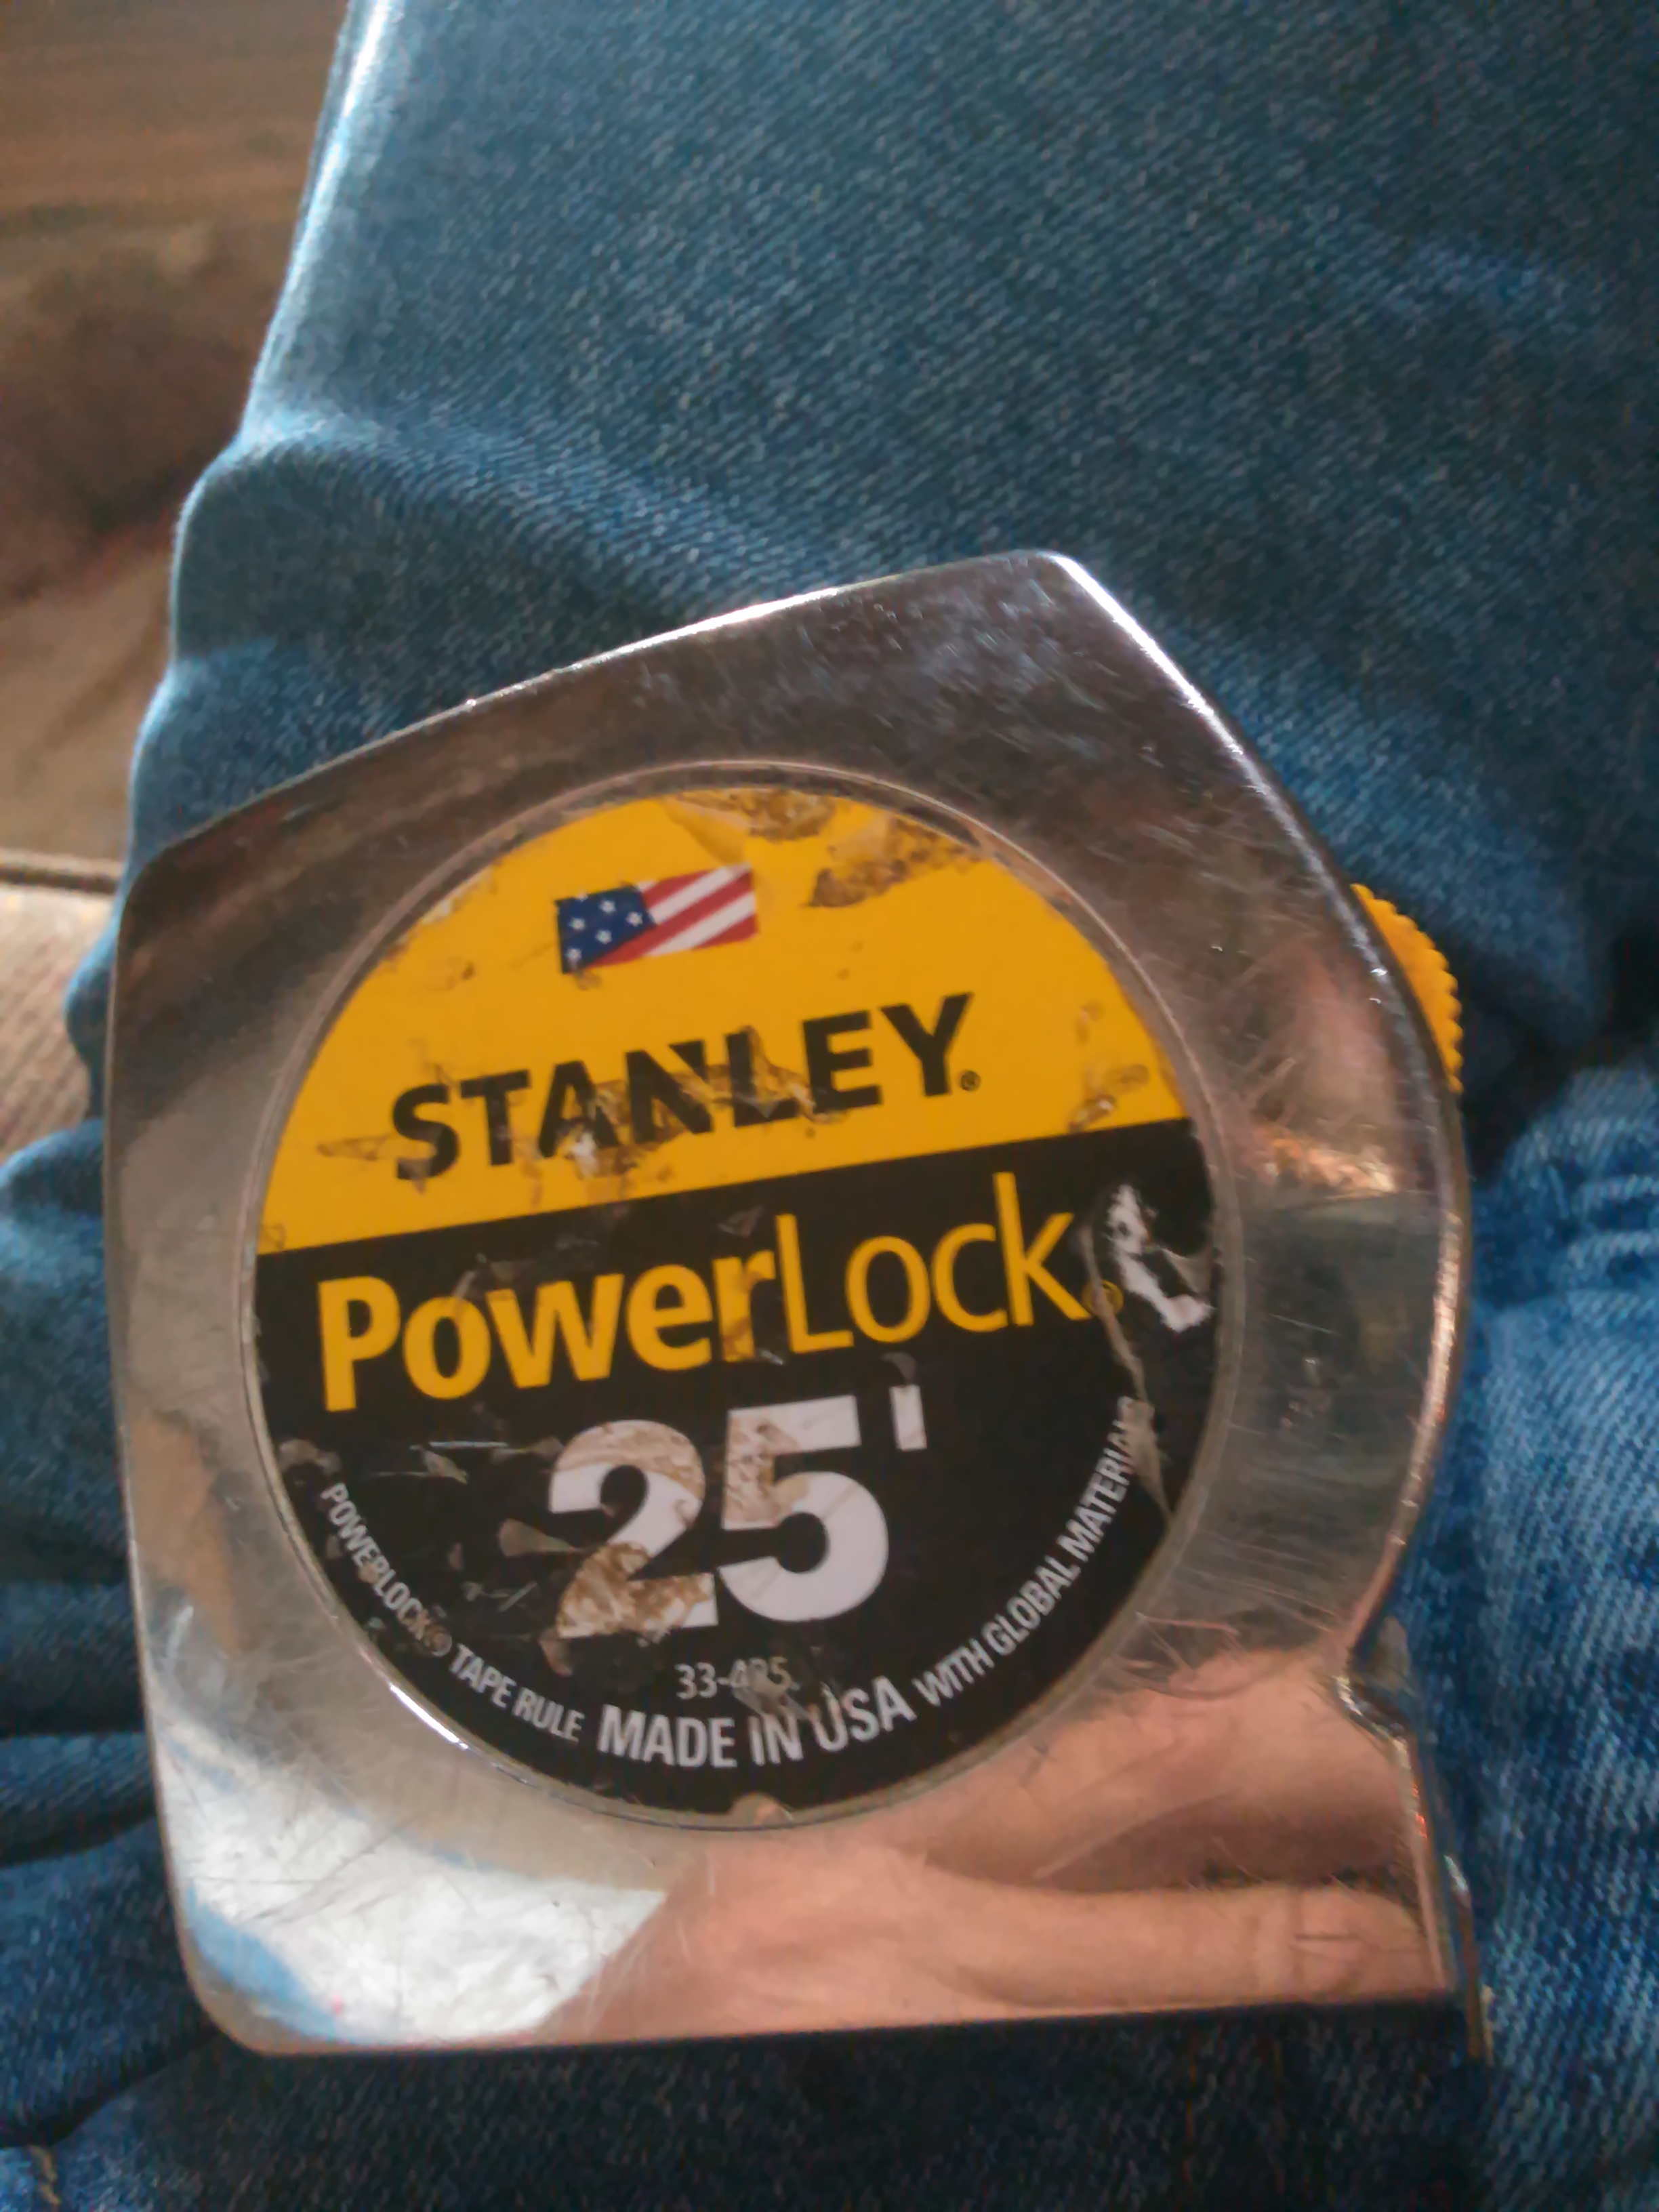 STANLEY®
PowerLock®
25'
POWERLOCK® TAPE RULE MADE IN USA WITH GLOBAL MATERIALS